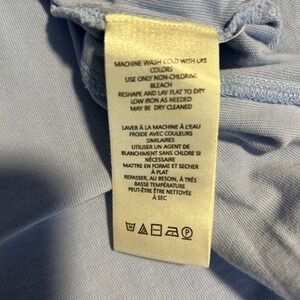 MACHINE WASH COLD WITH LIKE
COLORS
USE ONLY NON-CHLORINE
BLEACH
RESHAPE AND LAY FLAT TO DRY
LOW IRON AS NEEDED
MAY BE DRY CLEANED
LAVER À LA MACHINE À L'EAU
FROIDE AVEC COULEURS
SIMILAIRES
UTILISER UN AGENT DE
BLANCHIMENT SANS CHLORE SI
NÉCESSAIRE
MATTRE EN FORME ET SÉCHER
À PLAT
REPASSER, AU BESOIN, À TRÈS
BASSE TEMPÉRATURE
PEUT-ÊTRE ÊTRE NETTOYÉE
À SEC